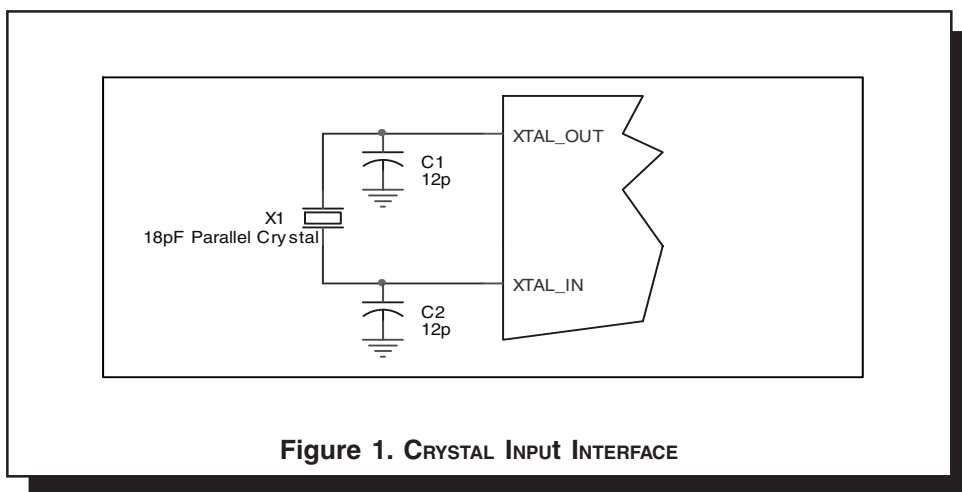 XTAL_OUT
C1
12p
X1
18pF Parallel Crystal
XTAL_IN
C2
12p
Figure 1. CRYSTAL INPUt INTERFACE